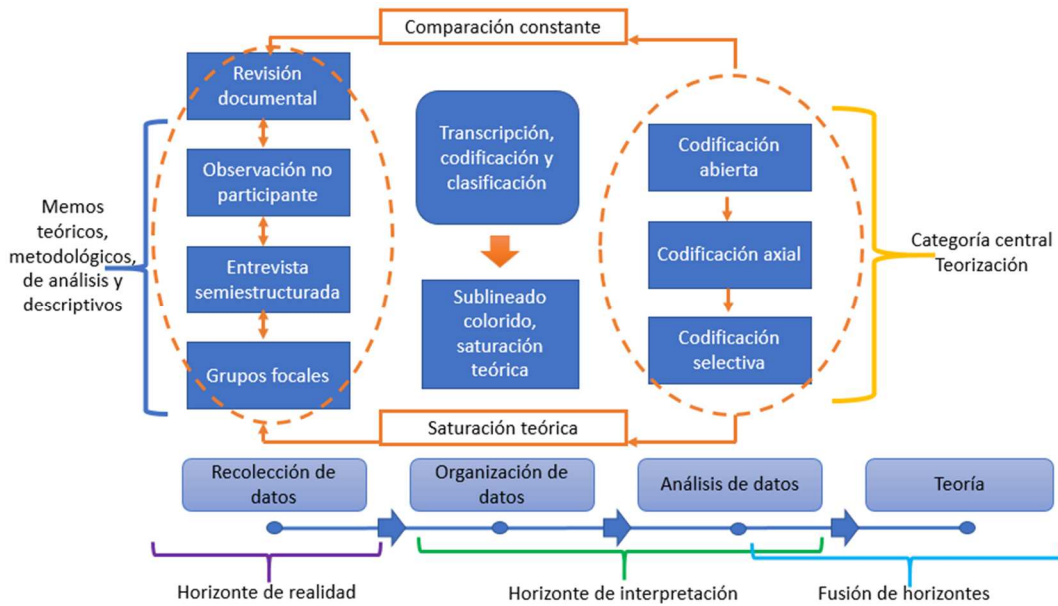 Comparación constante
Revisión
documental
Observación no
participante
Entrevista
semiestructurada
Grupos focales
Memos
teóricos,
metodológicos,
de análisis y
descriptivos
Transcripción,
codificación y
clasificación
Sublineado
colorido,
saturación
teórica
Codificación
abierta
Codificación axial
Codificación
selectiva
Categoría central
Teorización
Saturación teórica
Recolección de
datos
Organización de
datos
Análisis de datos
Teoría
Horizonte de realidad
Horizonte de interpretación
Fusión de horizontes